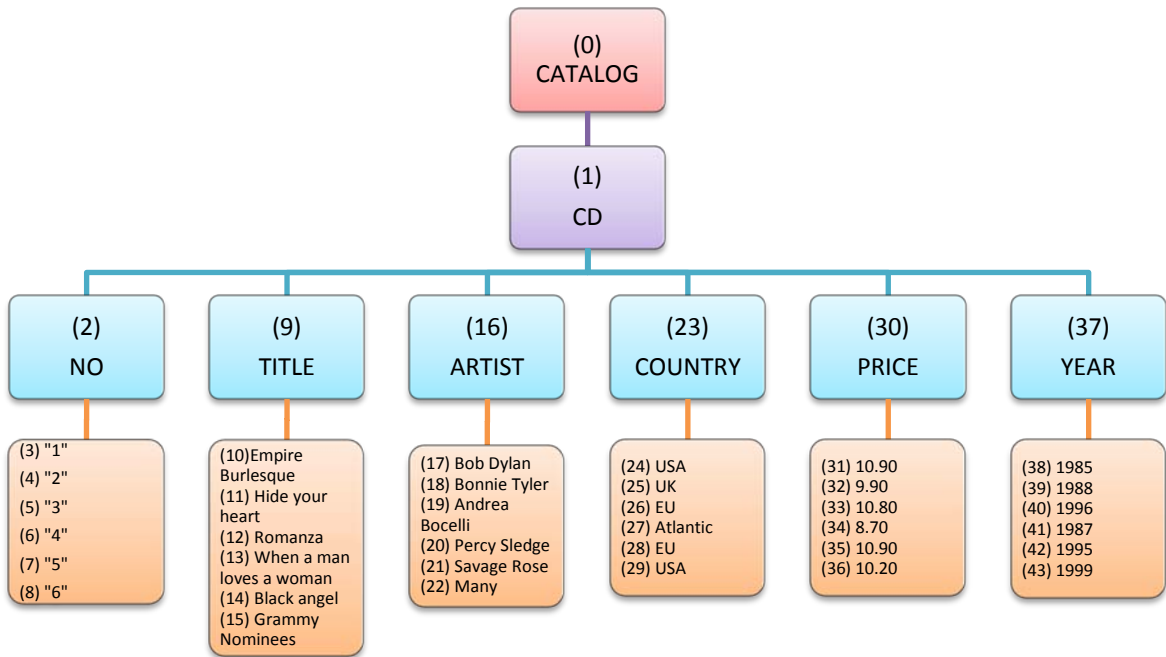 (0)
CATALOG
(1)
CD
(2)
NO
(9)
TITLE
(16)
ARTIST
(23)
COUNTRY
(30)
PRICE
(37)
YEAR
(3) "1"
(4) "2"
(5) "3"
(6) "4"
(7) "5"
(8) "6"
(10)Empire
Burlesque
(11) Hide your
heart
(12) Romanza
(13) When a man
loves a woman
(14) Black angel
(15) Grammy
Nominees
(17) Bob Dylan
(18) Bonnie Tyler
(19) Andrea
Bocelli
(20) Percy Sledge
(21) Savage Rose
(22) Many
(24) USA
(25) UK
(26) EU
(27) Atlantic
(28) EU
(29) USA
(31) 10.90
(32) 9.90
(33) 10.80
(34) 8.70
(35) 10.90
(36) 10.20
(38) 1985
(39) 1988
(40) 1996
(41) 1987
(42) 1995
(43) 1999